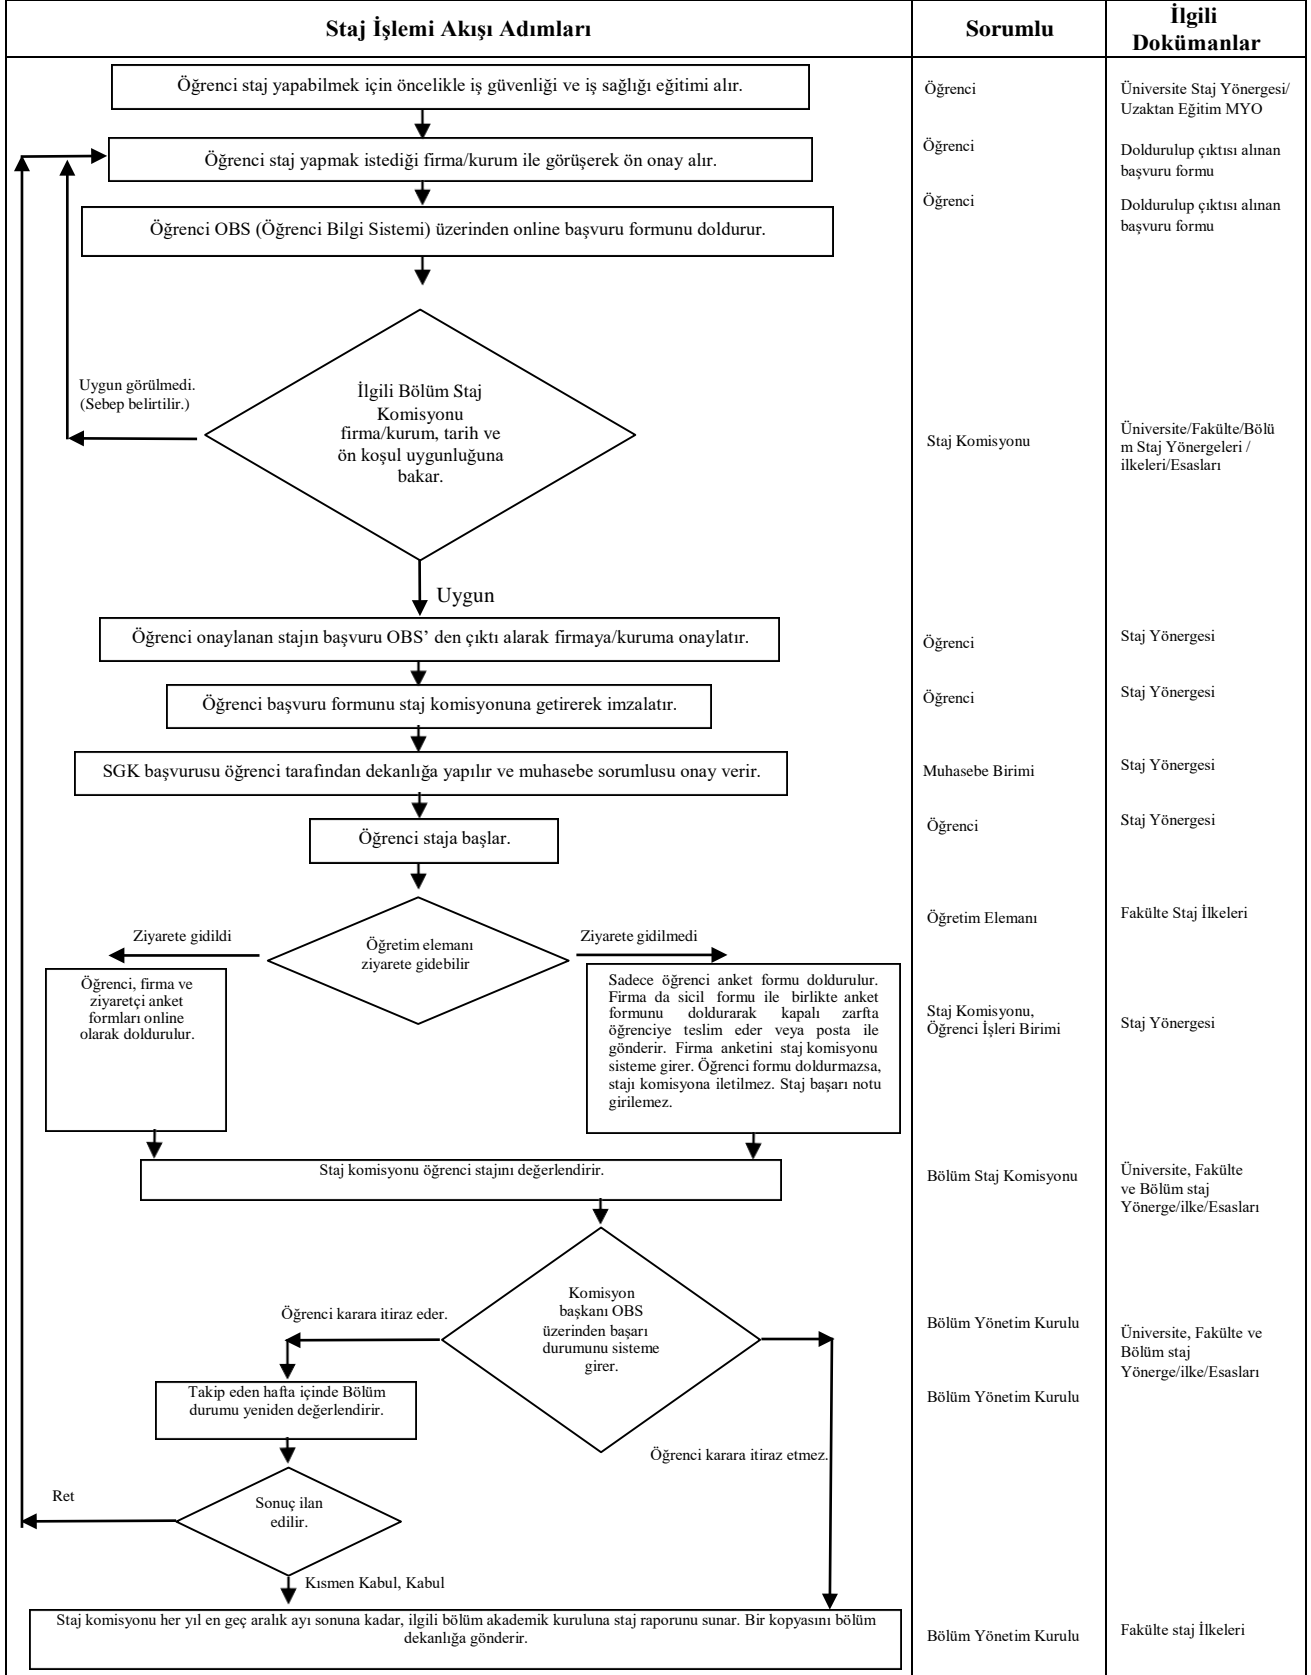 Staj İşlemi Akışı Adımları
Sorumlu
İlgili
Dokümanlar
Öğrenci staj yapabilmek için öncelikle iş güvenliği ve iş sağlığı eğitimi alır.
Öğrenci
Üniversite Staj Yönergesi/
Uzaktan Eğitim MYO
Öğrenci staj yapmak istediği firma/kurum ile görüşerek ön onay alır.
Öğrenci
Doldurulup çıktısı alınan
başvuru formu
Öğrenci OBS (Öğrenci Bilgi Sistemi) üzerinden online başvuru formunu doldurur.
Öğrenci
Doldurulup çıktısı alınan
başvuru formu
Uygun görülmedi.
(Sebep belirtilir.)
İlgili Bölüm Staj
Komisyonu
firma/kurum, tarih ve
ön koşul uygunluğuna
bakar.
Staj Komisyonu
Üniversite/Fakülte/Bölü
m Staj Yönergeleri /
ilkeleri/Esasları
Uygun
Öğrenci onaylanan stajın başvuru OBS’ den çıktı alarak firmaya/kuruma onaylatır.
Öğrenci
Staj Yönergesi
Öğrenci başvuru formunu staj komisyonuna getirerek imzalatır.
Öğrenci
Staj Yönergesi
SGK başvurusu öğrenci tarafından dekanlığa yapılır ve muhasebe sorumlusu onay verir.
Muhasebe Birimi
Staj Yönergesi
Öğrenci staja başlar.
Öğrenci
Staj Yönergesi
Ziyarete gidildi
Öğretim elemanı
ziyarete gidebilir
Ziyarete gidilmedi
Öğretim Elemanı
Fakülte Staj İlkeleri
Öğrenci, firma ve
ziyaretçi anket
formları online
olarak doldurulur.
Sadece öğrenci anket formu doldurulur.
Firma da sicil formu ile birlikte anket
formunu doldurarak kapalı zarfta
öğrenciye teslim eder veya posta ile
gönderir. Firma anketini staj komisyonu
sisteme girer. Öğrenci formu doldurmazsa,
stajı komisyona iletilmez. Staj başarı notu
girilemez.
Staj Komisyonu,
Öğrenci İşleri Birimi
Staj Yönergesi
Staj komisyonu öğrenci stajını değerlendirir.
Bölüm Staj Komisyonu
Üniversite, Fakülte
ve Bölüm staj
Yönerge/ilke/Esasları
Öğrenci karara itiraz eder.
Komisyon
başkanı OBS
üzerinden başarı
durumunu sisteme
girer.
Bölüm Yönetim Kurulu
Üniversite, Fakülte ve
Bölüm staj
Yönerge/ilke/Esasları
Takip eden hafta içinde Bölüm
durumu yeniden değerlendirir.
Bölüm Yönetim Kurulu
Öğrenci karara itiraz etmez.
Ret
Sonuç ilan
edilir.
Kısmen Kabul, Kabul
Staj komisyonu her yıl en geç aralık ayı sonuna kadar, ilgili bölüm akademik kuruluna staj raporunu sunar. Bir kopyasını bölüm
dekanlığa gönderir.
Bölüm Yönetim Kurulu
Fakülte staj İlkeleri